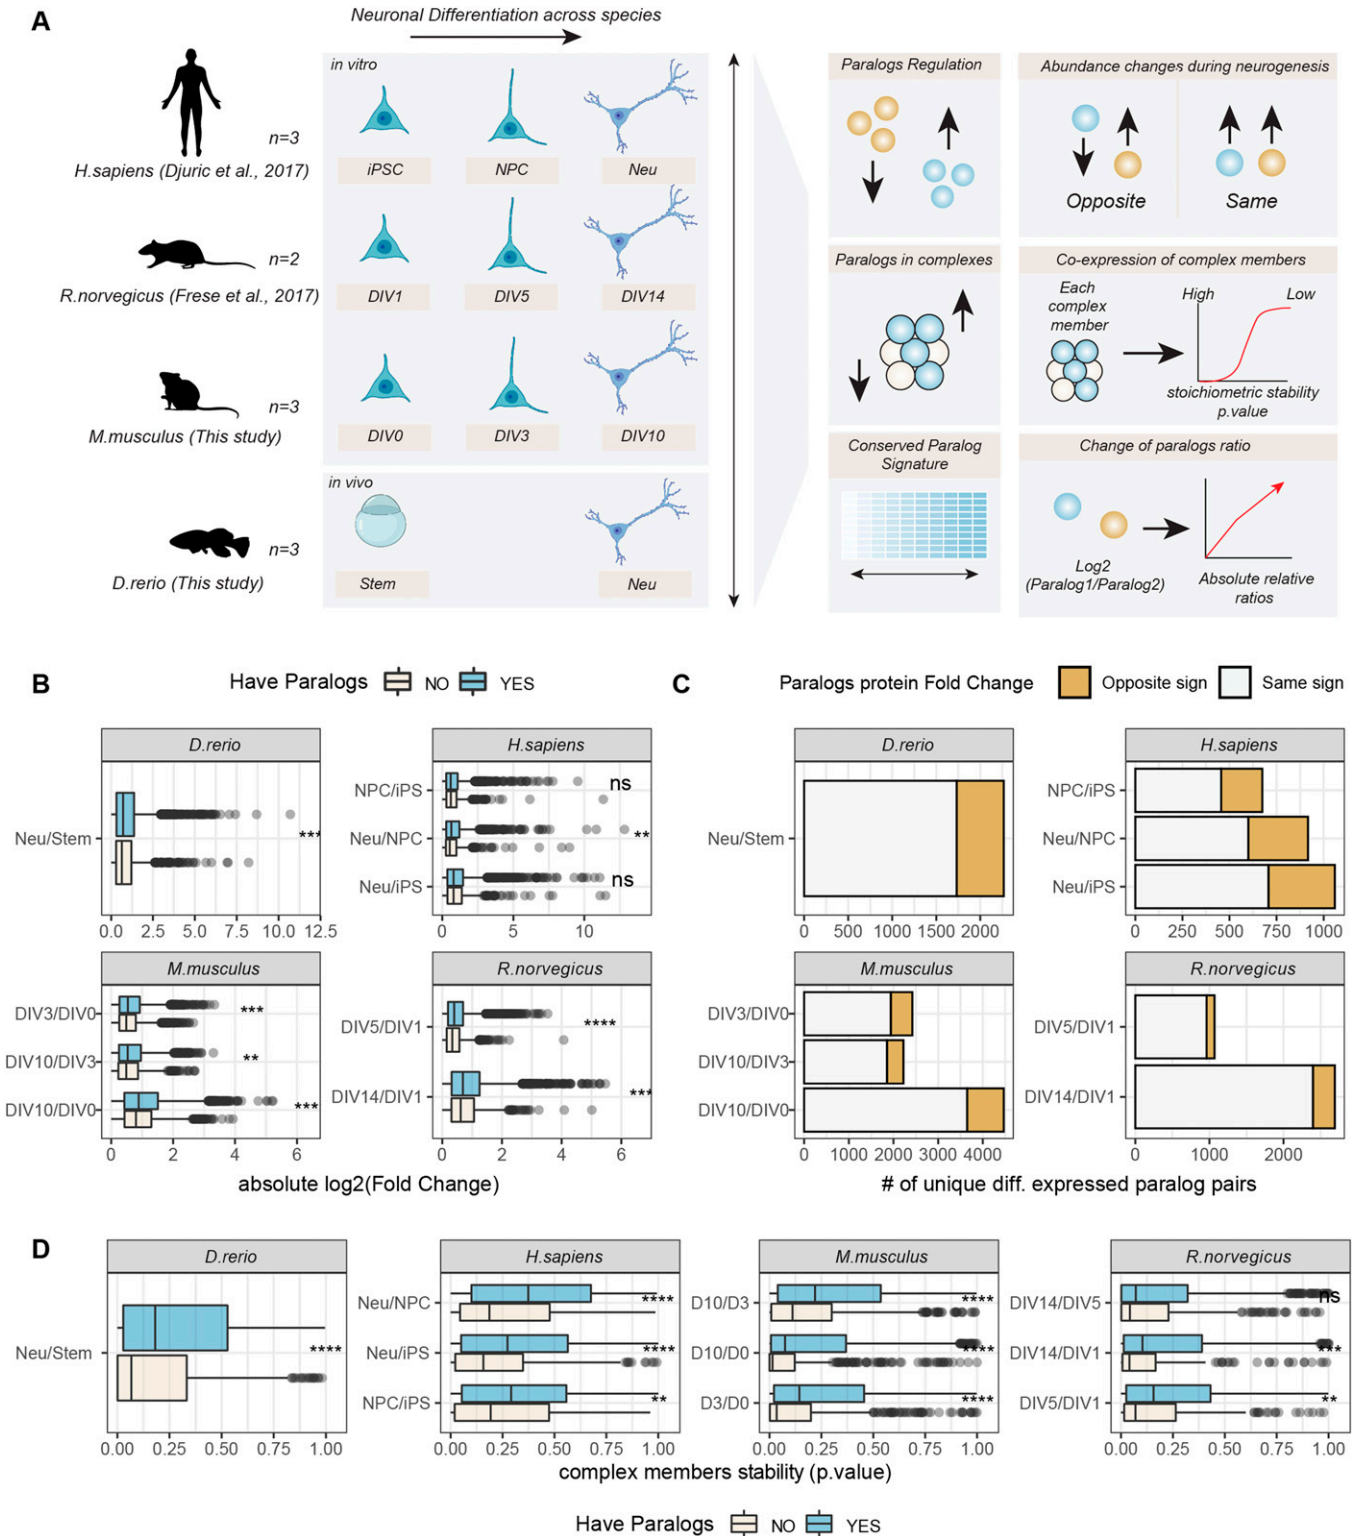 A
Neuronal Differentiation across species
in vitro
n=3
H.sapiens (Djuric et al., 2017)
iPSC
NPC
Neu
n=2
R.norvegicus (Frese et al., 2017)
DIV1
DIV5
DIV14
n=3
M.musculus (This study)
DIV0
DIV3
DIV10
in vivo
n=3
D.rerio (This study)
Stem
Neu
Paralogs Regulation
Abundance changes during neurogenesis
Opposite
Same
Paralogs in complexes
Co-expression of complex members
Each
complex
member
High
Low
stoichiometric stability
p.value
Conserved Paralog
Signature
Change of paralogs ratio
Log2
(Paralog1/Paralog2)
Absolute relative
ratios
B
Have Paralogs NO YES
D.rerio
Neu/Stem
***
0.0 2.5 5.0 7.5 10.0 12.5
H.sapiens
NPC/iPS
ns
Neu/NPC
**
Neu/iPS
ns
0 5 10
M.musculus
DIV3/DIV0
***
DIV10/DIV3
**
DIV10/DIV0
***
0 2 4 6
R.norvegicus
DIV5/DIV1
****
DIV14/DIV1
***
0 2 4 6
absolute log2(Fold Change)
C
Paralogs protein Fold Change Opposite sign Same sign
D.rerio
Neu/Stem
0 500 1000 1500 2000
H.sapiens
NPC/iPS
Neu/NPC
Neu/iPS
0 250 500 750 1000
M.musculus
DIV3/DIV0
DIV10/DIV3
DIV10/DIV0
0 1000 2000 3000 4000
R.norvegicus
DIV5/DIV1
DIV14/DIV1
0 1000 2000
# of unique diff. expressed paralog pairs
D
D.rerio
Neu/Stem
****
0.00 0.25 0.50 0.75 1.00
H.sapiens
Neu/NPC
****
Neu/iPS
****
NPC/iPS
**
0.00 0.25 0.50 0.75 1.00
M.musculus
D10/D3
****
D10/D0
****
D3/D0
****
0.00 0.25 0.50 0.75 1.00
R.norvegicus
DIV14/DIV5
ns
DIV14/DIV1
***
DIV5/DIV1
**
0.00 0.25 0.50 0.75 1.00
complex members stability (p.value)
Have Paralogs NO YES